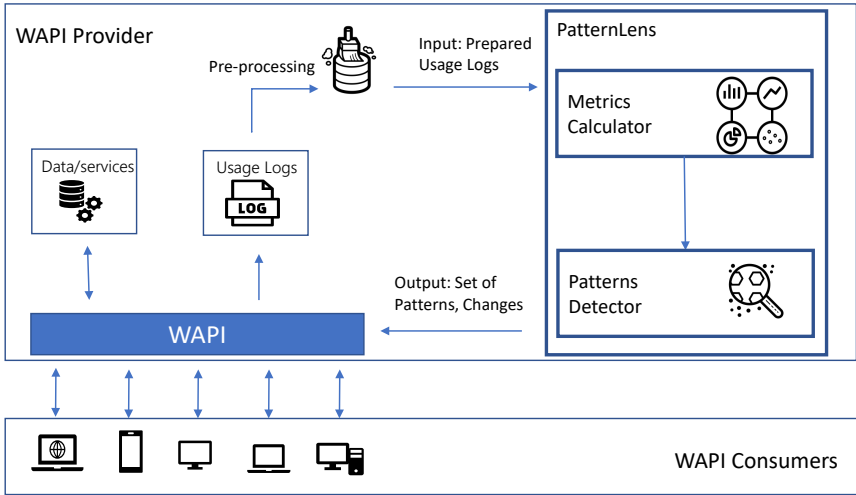 WAPI Provider
Pre-processing
Input: Prepared
Usage Logs
PatternLens
Metrics
Calculator
Data/services
Usage Logs
LOG
Output: Set of
Patterns, Changes
Patterns
Detector
WAPI
WAPI Consumers